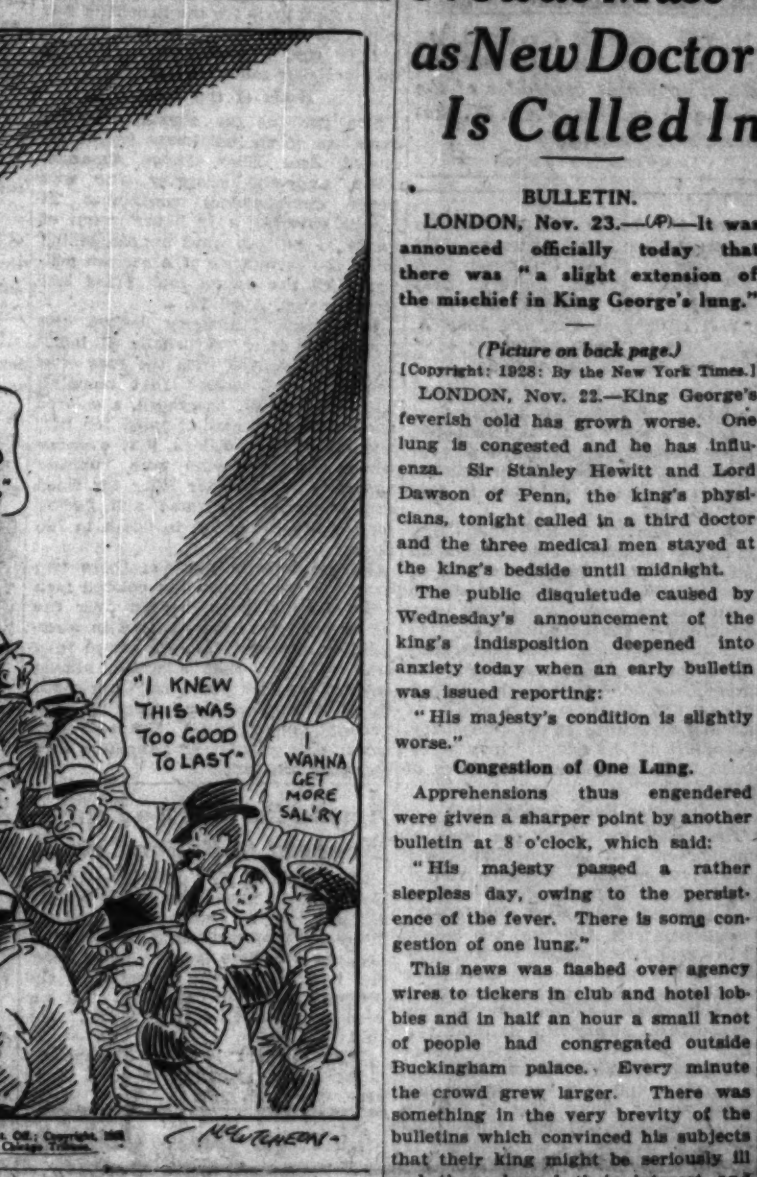 "I KNEW
THIS WAS
TOO GOOD
TO LAST"
I
WANNA
GET
MORE
SAL'RY
McCUTCHEON
Off.; Copyright,
Chicago Tribune.
as New Doctor
Is Called In
BULLETIN.
LONDON, Nov. 23.—(AP)—It was
announced officially today that
there was "a slight extension of
the mischief in King George's lung."
(Picture on back page.)
[Copyright: 1928: By the New York Times.]
LONDON, Nov. 22.—King George's
feverish cold has grown worse. One
lung is congested and he has influ-
enza. Sir Stanley Hewitt and Lord
Dawson of Penn, the king's physi-
cians, tonight called in a third doctor
and the three medical men stayed at
the king's bedside until midnight.
The public disquietude caused by
Wednesday's announcement of the
king's indisposition deepened into
anxiety today when an early bulletin
was issued reporting:
"His majesty's condition is slightly
worse."
Congestion of One Lung.
Apprehensions thus engendered
were given a sharper point by another
bulletin at 8 o'clock, which said:
"His majesty passed a rather
sleepless day, owing to the persist-
ence of the fever. There is some con-
gestion of one lung."
This news was flashed over agency
wires to tickers in club and hotel lob-
bies and in half an hour a small knot
of people had congregated outside
Buckingham palace. Every minute
the crowd grew larger. There was
something in the very brevity of the
bulletins which convinced his subjects
that their king might be seriously ill